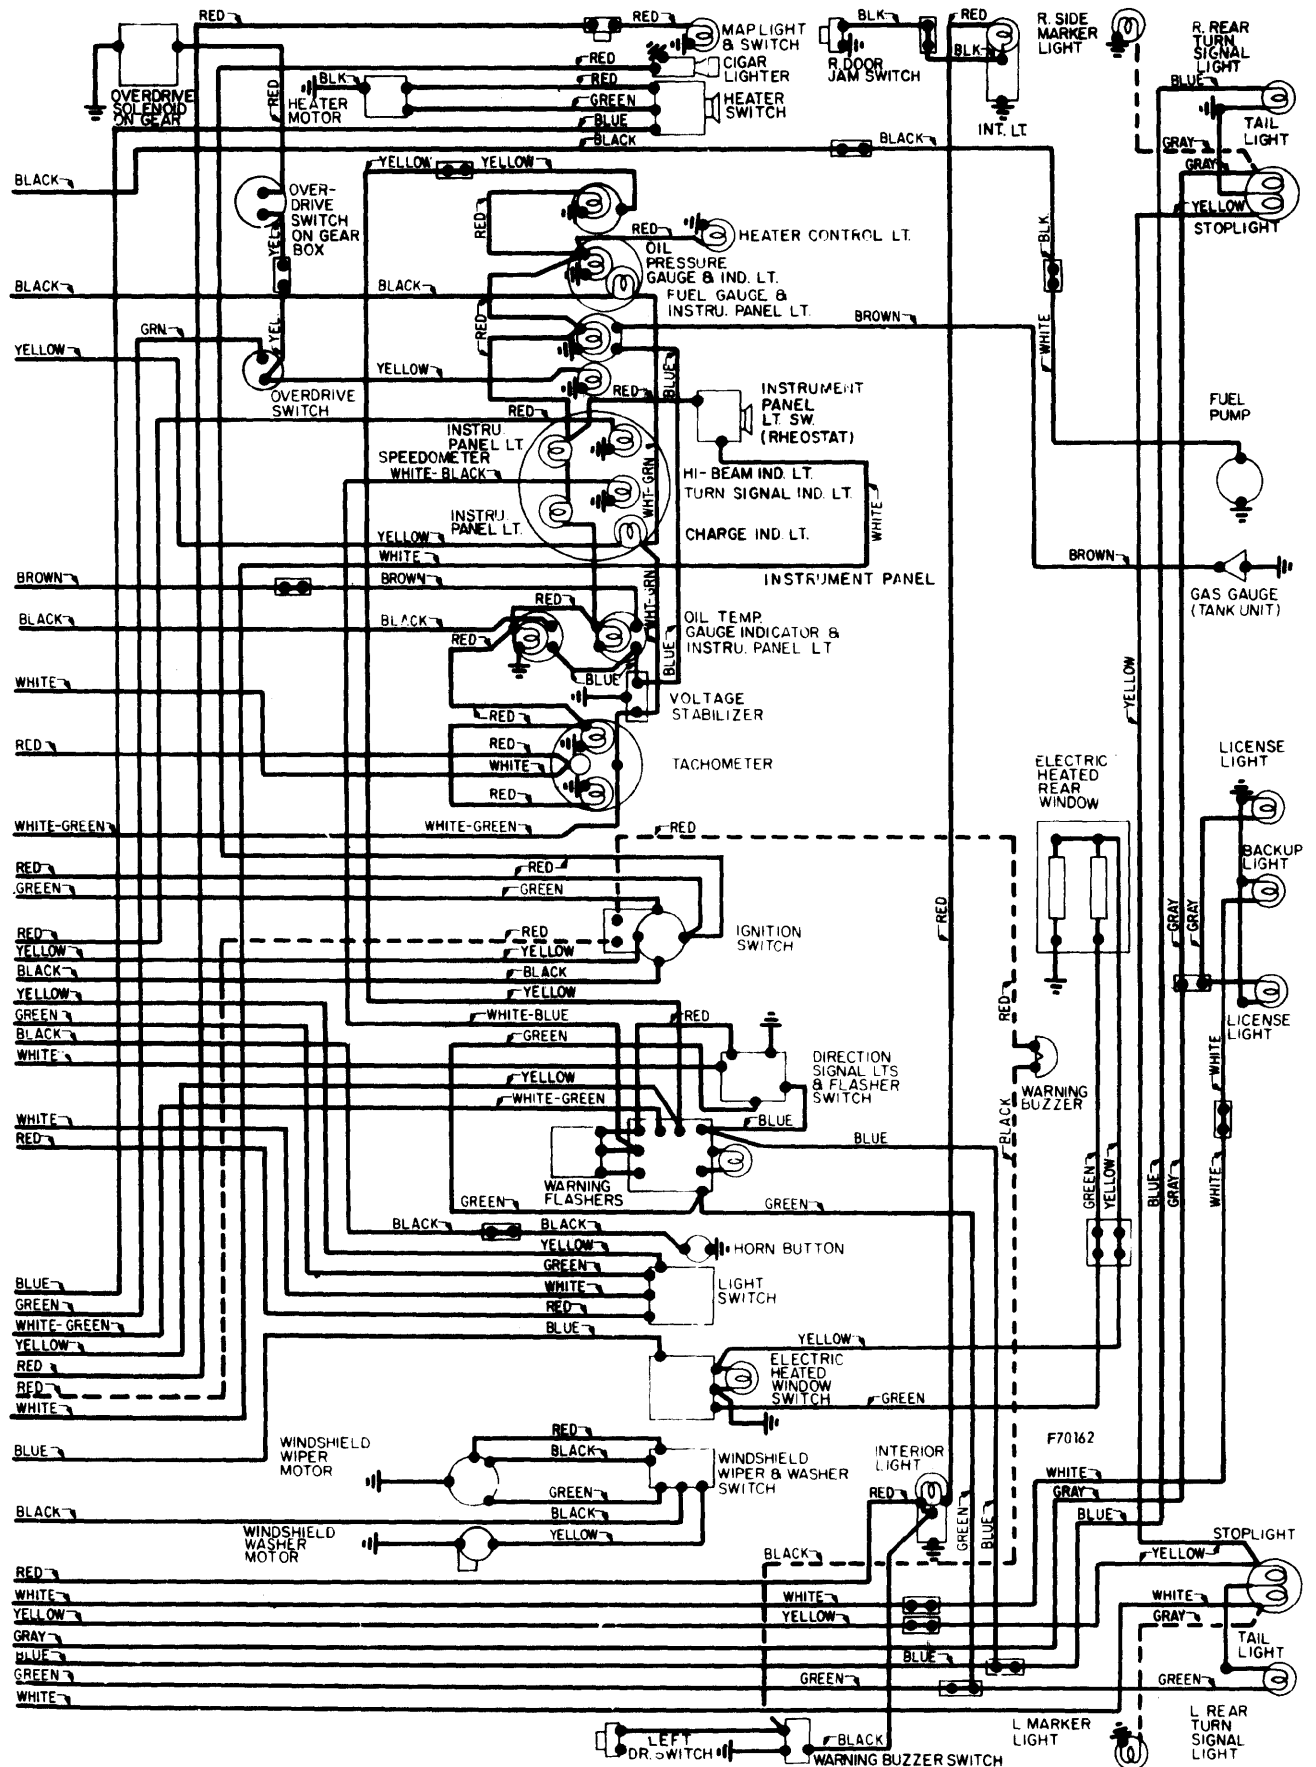 RED
RED
MAP LIGHT
& SWITCH
BLK
RED
R. SIDE
MARKER
LIGHT
R. REAR
TURN
SIGNAL
LIGHT
RED
CIGAR
LIGHTER
R. DOOR
JAM SWITCH
BLK
BLUE
OVERDRIVE
SOLENOID
ON GEAR
RED
HEATER
MOTOR
BLK
RED
GREEN
BLUE
BLACK
HEATER
SWITCH
INT. LT.
TAIL
LIGHT
BLACK
GRAY
GRAY
YELLOW
STOPLIGHT
BLACK
YELLOW
YELLOW
OVER-
DRIVE
SWITCH
ON GEAR
BOX
YEL
RED
RED
HEATER CONTROL LT.
OIL
PRESSURE
GAUGE & IND. LT.
FUEL GAUGE &
INSTRU. PANEL LT.
BLK
BLACK
BLACK
GRN
YEL
RED
BROWN
WHITE
YELLOW
YELLOW
BLUE
OVERDRIVE
SWITCH
RED
RED
INSTRUMENT
PANEL
LT. SW.
(RHEOSTAT)
FUEL
PUMP
INSTRU.
PANEL LT.
SPEEDOMETER
WHITE-BLACK
HI-BEAM IND. LT.
TURN SIGNAL IND. LT.
WHT-GRN
WHITE
INSTRU.
PANEL LT.
YELLOW
CHARGE IND. LT.
WHITE
INSTRUMENT PANEL
BROWN
BROWN
BROWN
GAS GAUGE
(TANK UNIT)
RED
WHT-GRN
BLACK
BLACK
RED
OIL TEMP.
GAUGE INDICATOR &
INSTRU. PANEL LT
BLUE
BLUE
WHITE
VOLTAGE
STABILIZER
YELLOW
RED
RED
RED
WHITE
TACHOMETER
RED
ELECTRIC
HEATED
REAR
WINDOW
LICENSE
LIGHT
WHITE-GREEN
WHITE-GREEN
RED
BACKUP
LIGHT
RED
RED
GREEN
GREEN
RED
GRAY
GRAY
RED
RED
IGNITION
SWITCH
YELLOW
YELLOW
BLACK
BLACK
YELLOW
YELLOW
RED
LICENSE
LIGHT
GREEN
WHITE-BLUE
RED
BLACK
GREEN
WHITE
DIRECTION
SIGNAL LTS
& FLASHER
SWITCH
WHITE
YELLOW
WHITE-GREEN
WARNING
BUZZER
WHITE
BLUE
BLUE
BLACK
RED
WARNING
FLASHERS
GREEN
YELLOW
BLUE
GRAY
WHITE
GREEN
GREEN
BLACK
BLACK
YELLOW
HORN BUTTON
GREEN
BLUE
WHITE
LIGHT
SWITCH
GREEN
RED
WHITE-GREEN
BLUE
YELLOW
YELLOW
RED
ELECTRIC
HEATED
WINDOW
SWITCH
RED
GREEN
WHITE
F70162
BLUE
WINDSHIELD
WIPER
MOTOR
RED
BLACK
WINDSHIELD
WIPER & WASHER
SWITCH
INTERIOR
LIGHT
WHITE
GREEN
RED
GRAY
BLACK
BLACK
BLUE
GREEN
BLUE
WINDSHIELD
WASHER
MOTOR
YELLOW
STOPLIGHT
BLACK
YELLOW
RED
WHITE
WHITE
WHITE
YELLOW
YELLOW
GRAY
GRAY
BLUE
BLUE
TAIL
LIGHT
GREEN
GREEN
GREEN
WHITE
LEFT
DR. SWITCH
BLACK
WARNING BUZZER SWITCH
L MARKER
LIGHT
L REAR
TURN
SIGNAL
LIGHT